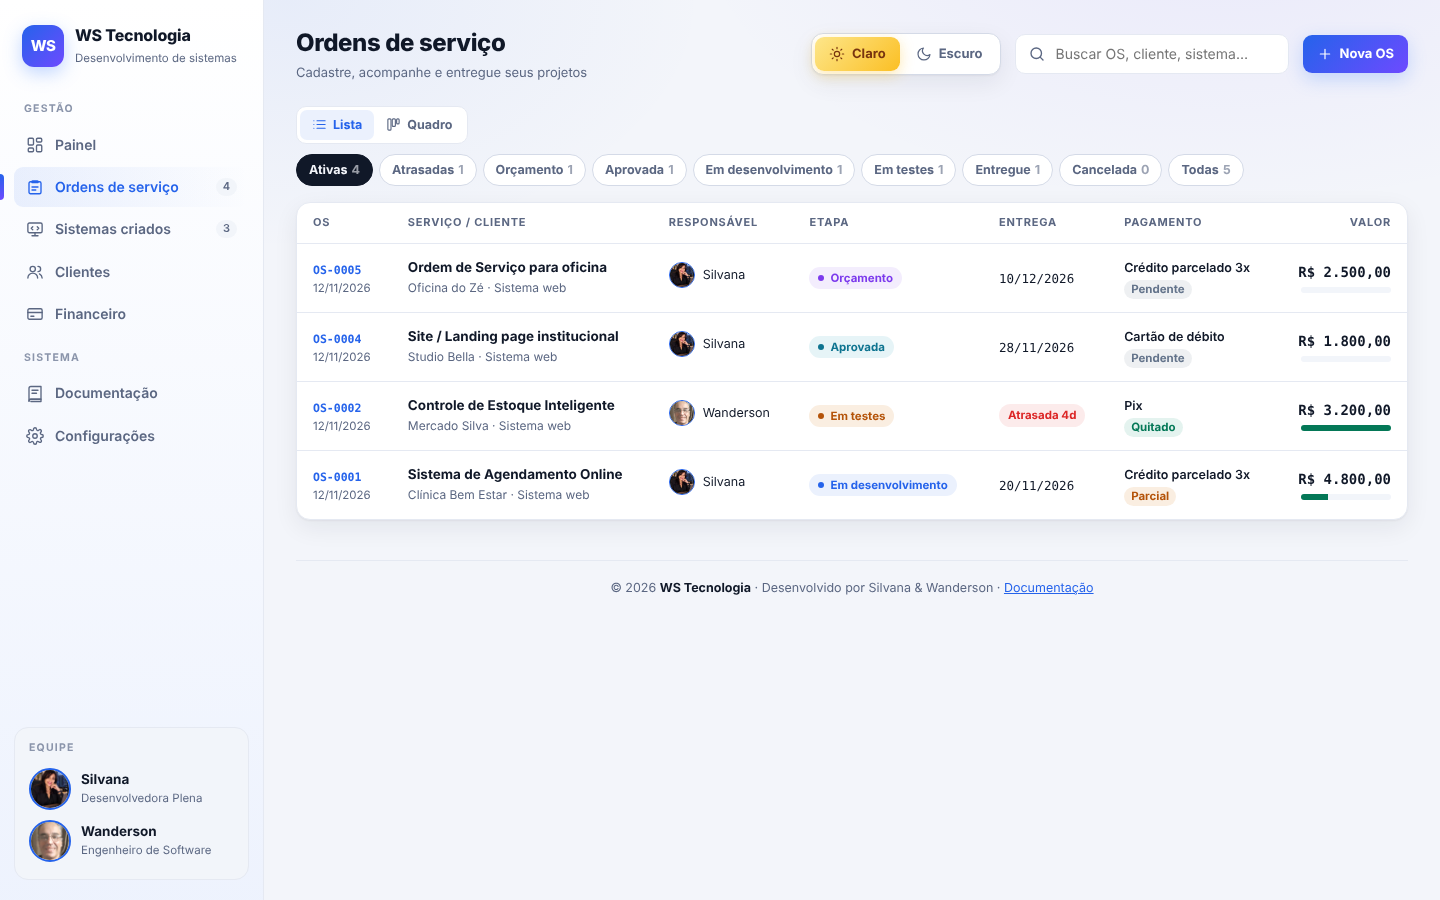 WS
WS Tecnologia
Desenvolvimento de sistemas
GESTÃO
Painel
Ordens de serviço 4
Sistemas criados 3
Clientes
Financeiro
SISTEMA
Documentação
Configurações
EQUIPE
Silvana
Desenvolvedora Plena
Wanderson
Engenheiro de Software
Ordens de serviço
Cadastre, acompanhe e entregue seus projetos
Claro Escuro
Buscar OS, cliente, sistema...
Nova OS
Lista Quadro
Ativas 4 Atrasadas 1 Orçamento 1 Aprovada 1 Em desenvolvimento 1 Em testes 1 Entregue 1 Cancelada 0 Todas 5
OS SERVIÇO / CLIENTE RESPONSÁVEL ETAPA ENTREGA PAGAMENTO VALOR
OS-0005 Ordem de Serviço para oficina Silvana Orçamento 10/12/2026 Crédito parcelado 3x R$ 2.500,00
12/11/2026 Oficina do Zé · Sistema web Pendente
OS-0004 Site / Landing page institucional Silvana Aprovada 28/11/2026 Cartão de débito R$ 1.800,00
12/11/2026 Studio Bella · Sistema web Pendente
OS-0002 Controle de Estoque Inteligente Wanderson Em testes Atrasada 4d Pix R$ 3.200,00
12/11/2026 Mercado Silva · Sistema web Quitado
OS-0001 Sistema de Agendamento Online Silvana Em desenvolvimento 20/11/2026 Crédito parcelado 3x R$ 4.800,00
12/11/2026 Clínica Bem Estar · Sistema web Parcial
© 2026 WS Tecnologia · Desenvolvido por Silvana & Wanderson · Documentação